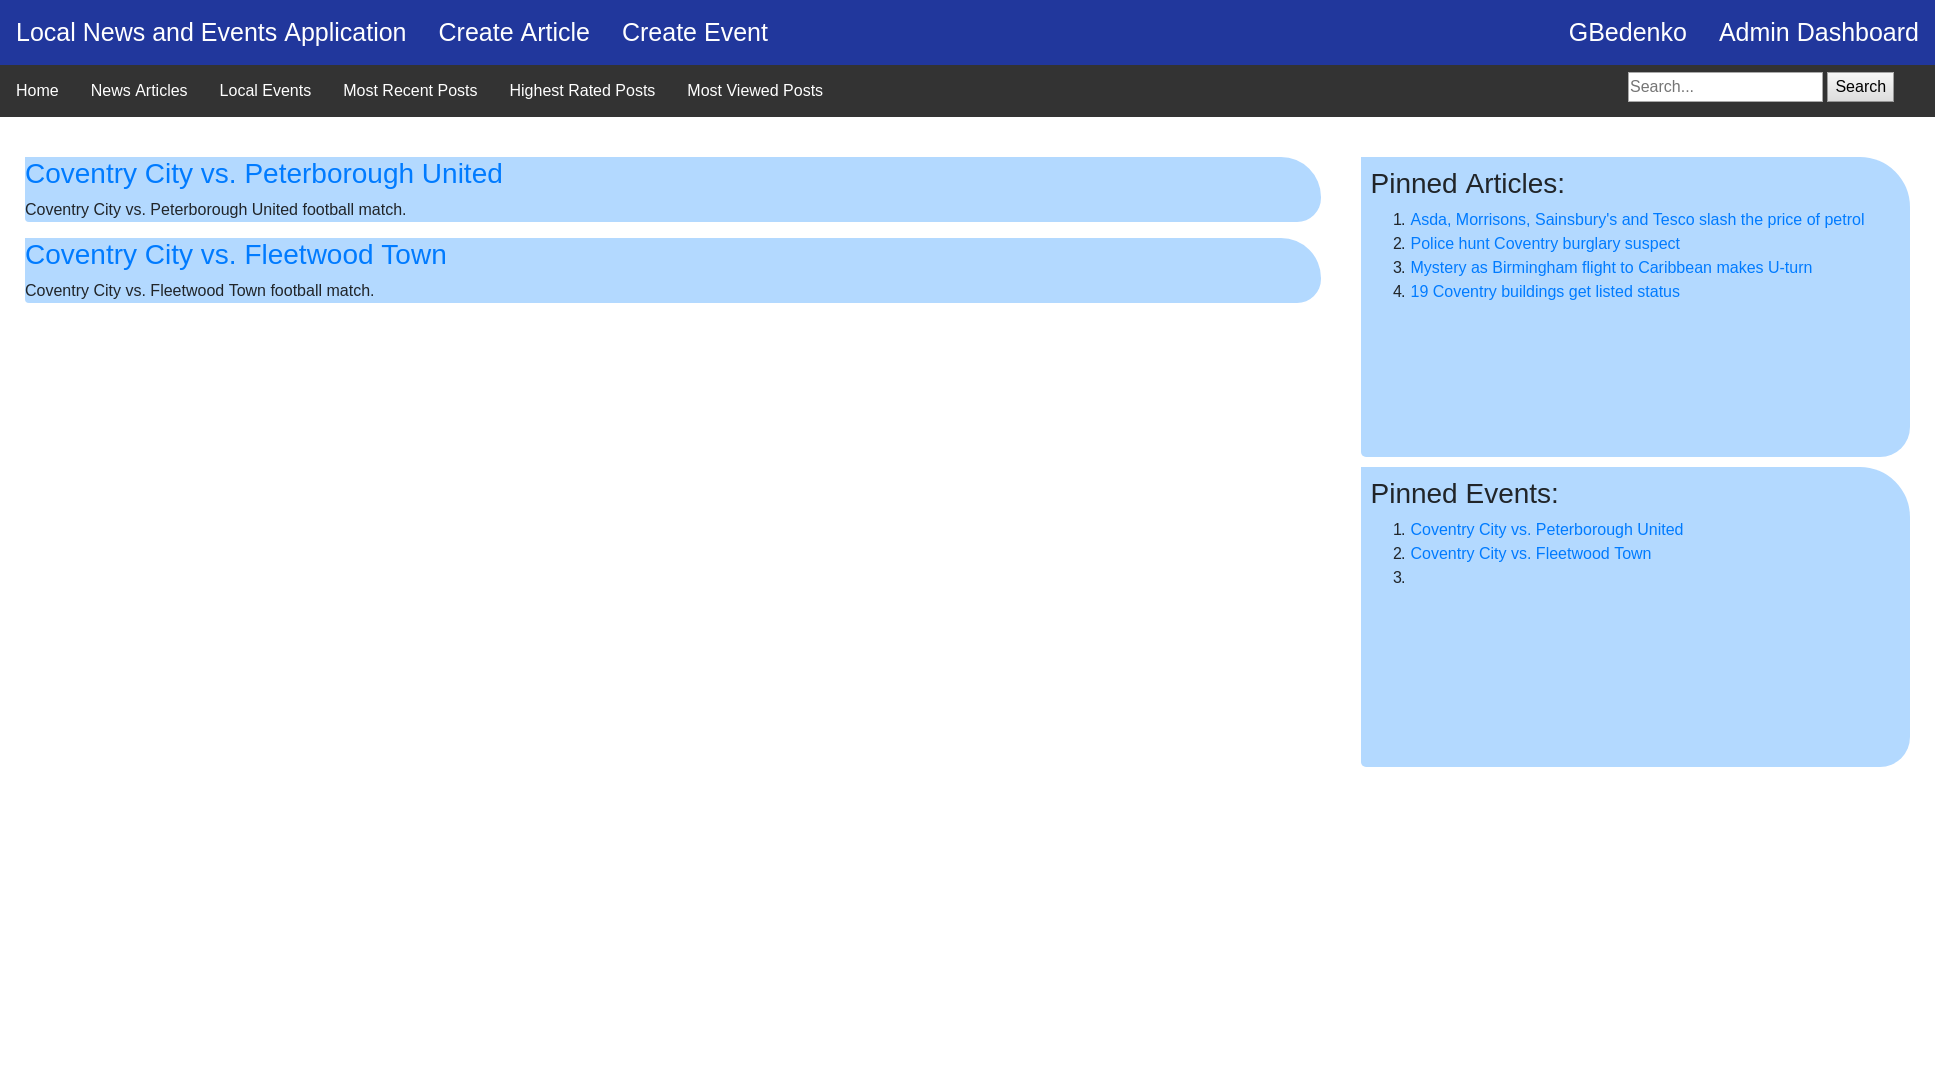 Local News and Events Application Create Article Create Event GBedenko Admin Dashboard
Home News Articles Local Events Most Recent Posts Highest Rated Posts Most Viewed Posts Search... Search
Coventry City vs. Peterborough United
Coventry City vs. Peterborough United football match.
Coventry City vs. Fleetwood Town
Coventry City vs. Fleetwood Town football match.
Pinned Articles:
1. Asda, Morrisons, Sainsbury's and Tesco slash the price of petrol
2. Police hunt Coventry burglary suspect
3. Mystery as Birmingham flight to Caribbean makes U-turn
4. 19 Coventry buildings get listed status
Pinned Events:
1. Coventry City vs. Peterborough United
2. Coventry City vs. Fleetwood Town
3.